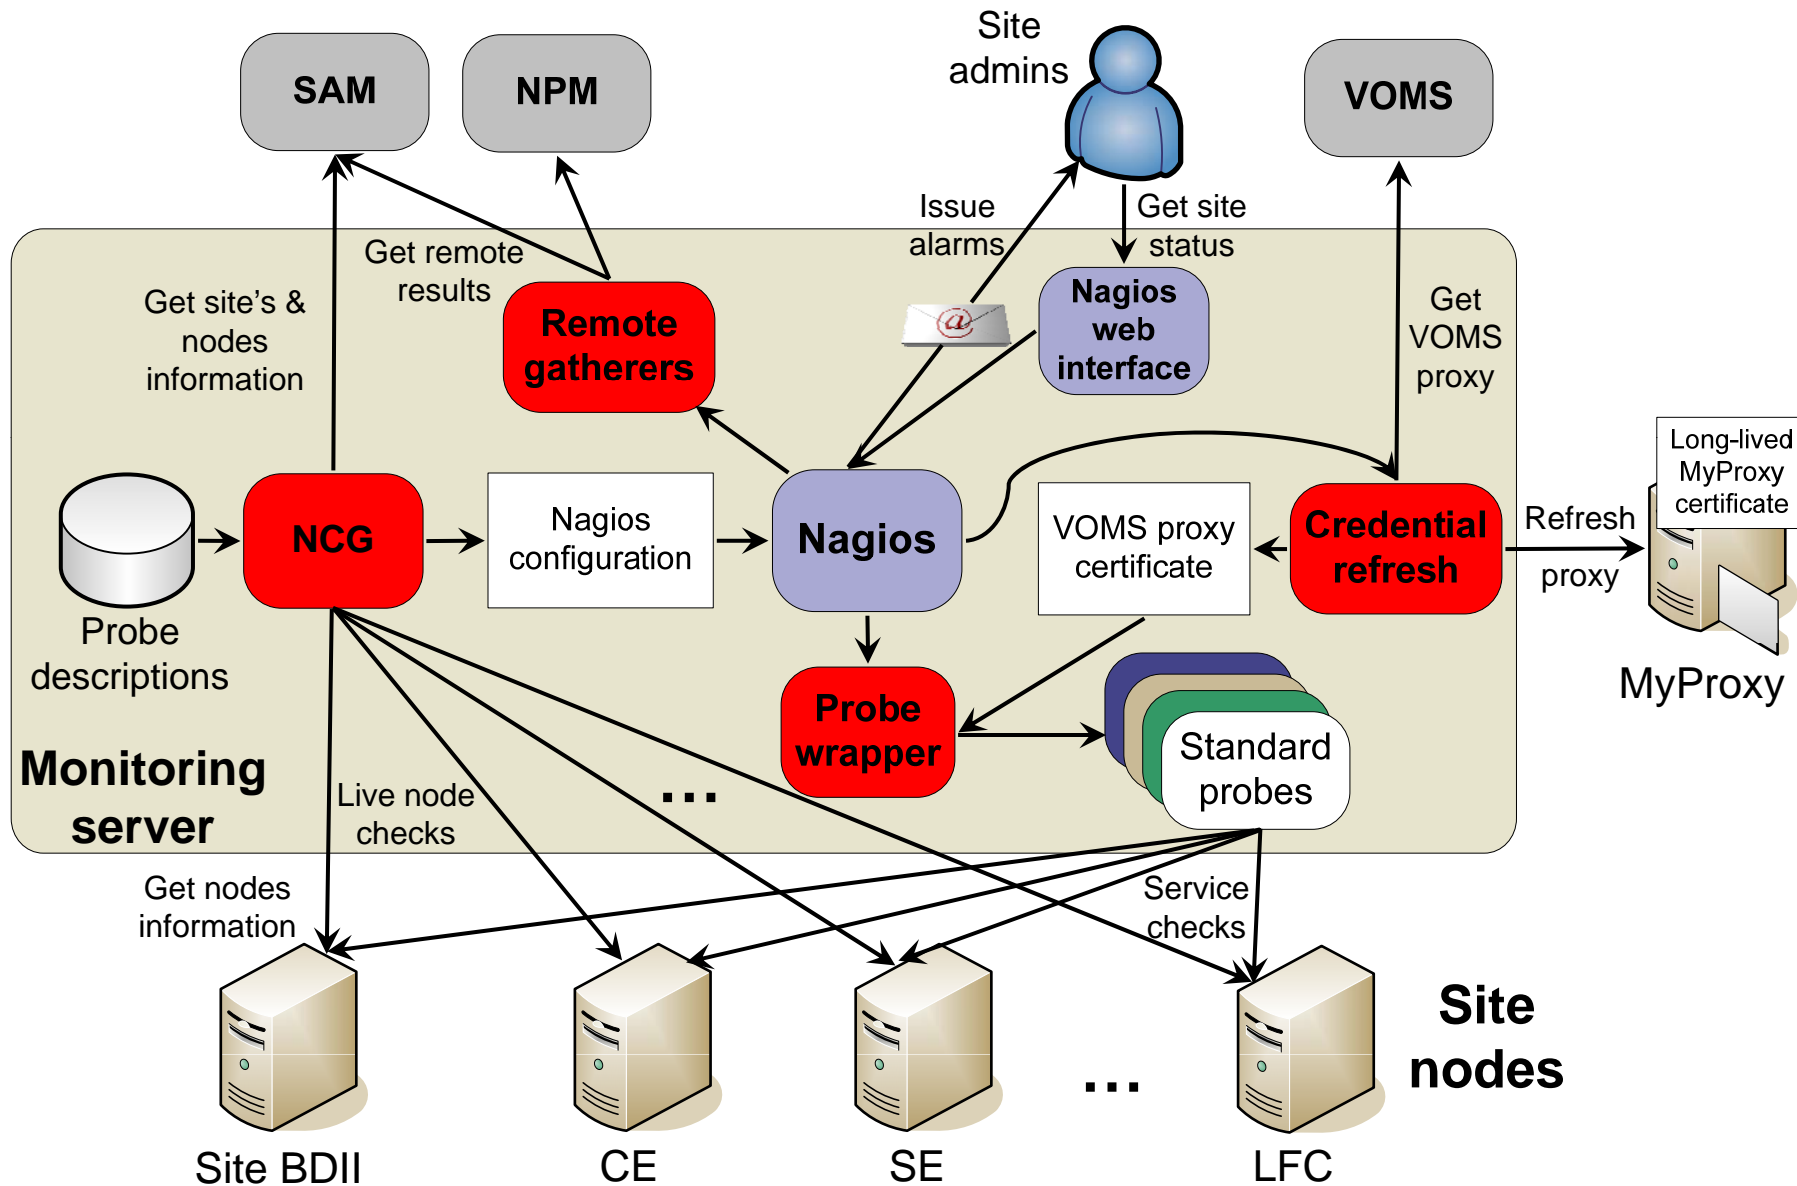 Site
admins
SAM
NPM
VOMS
Issue
alarms
Get site
status
Get remote
results
Get site's &
nodes
information
Remote
gatherers
@
Nagios
web
interface
Get
VOMS
proxy
Long-lived
MyProxy
certificate
NCG
Nagios
configuration
Nagios
VOMS proxy
certificate
Credential
refresh
Refresh
proxy
Probe
descriptions
MyProxy
Probe
wrapper
Standard
probes
Monitoring
server
Live node
checks
...
Get nodes
information
Service
checks
Site
nodes
...
Site BDII
CE
SE
LFC